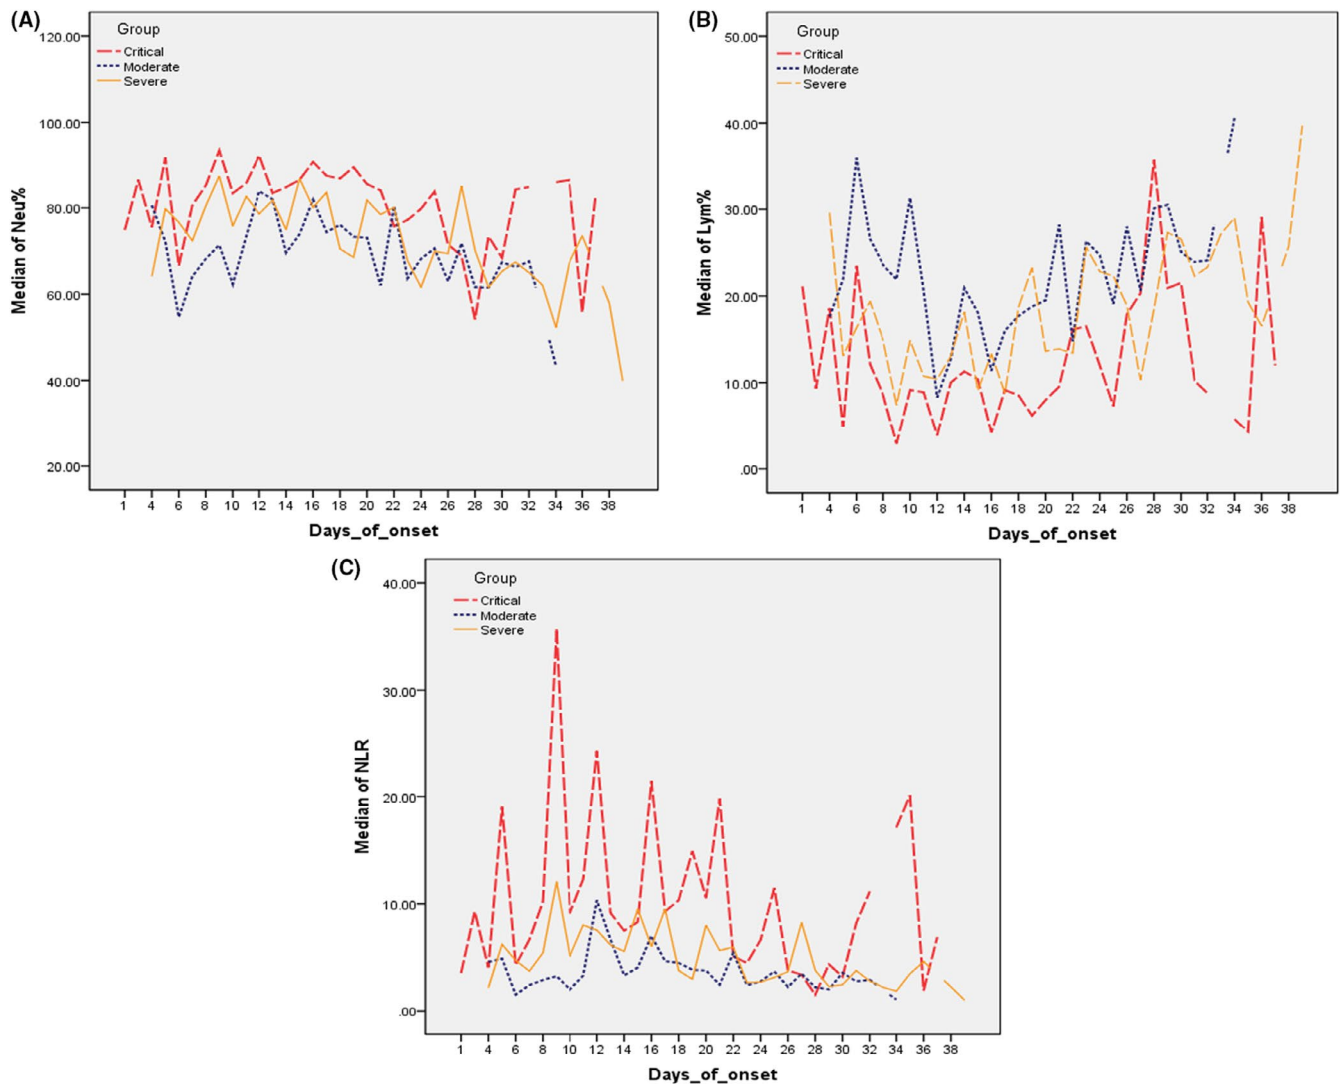 (A)
Group
Critical
Moderate
Severe
120.00
100.00
80.00
60.00
40.00
20.00
Median of Neu%
1 4 6 8 10 12 14 16 18 20 22 24 26 28 30 32 34 36 38
Days_of_onset
(B)
Group
Critical
Moderate
Severe
50.00
40.00
30.00
20.00
10.00
.00
Median of Lym%
1 4 6 8 10 12 14 16 18 20 22 24 26 28 30 32 34 36 38
Days_of_onset
(C)
Group
Critical
Moderate
Severe
40.00
30.00
20.00
10.00
.00
Median of NLR
1 4 6 8 10 12 14 16 18 20 22 24 26 28 30 32 34 36 38
Days_of_onset